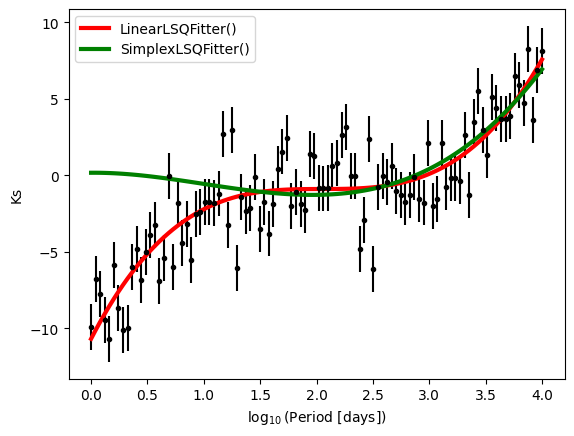 LinearLSQFitter()
SimplexLSQFitter()
10
5
0
−5
−10
Ks
0.0 0.5 1.0 1.5 2.0 2.5 3.0 3.5 4.0
log₁₀(Period [days])